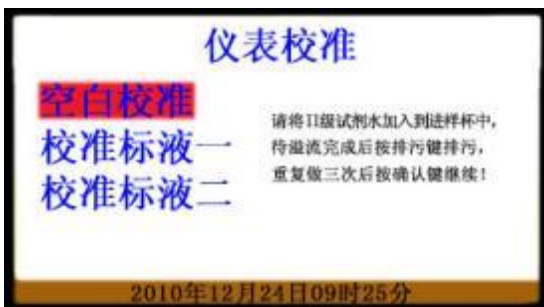 仪表校准
空白校准
校准标液一
校准标液二
请将II级试剂水加入到进样杯中，
待溢流完成后按排污键排污，
重复做三次后按确认键继续！
2010年12月24日09时25分